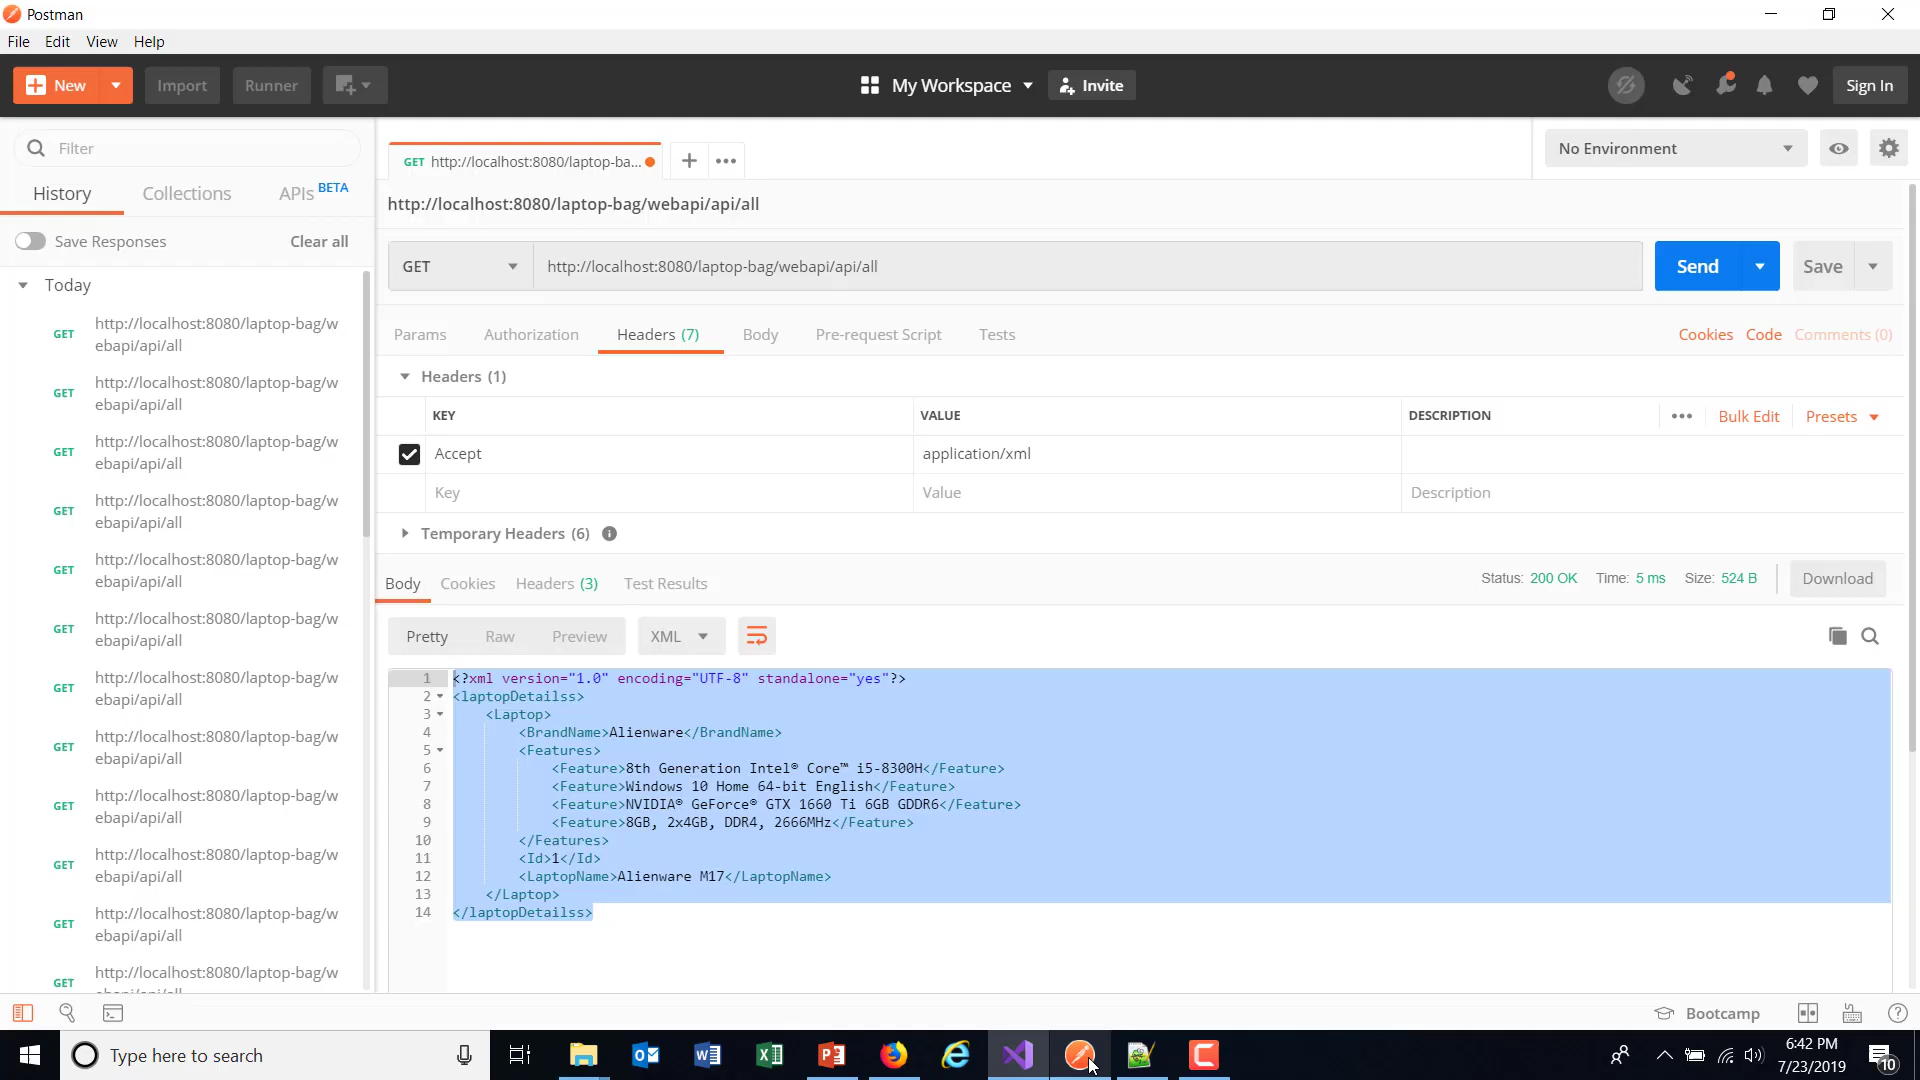 Postman
File Edit View Help
New Import Runner My Workspace Invite Sign In
Filter
History Collections APIs BETA
Save Responses Clear all
Today
GET http://localhost:8080/laptop-bag/w
ebapi/api/all
GET http://localhost:8080/laptop-bag/w
ebapi/api/all
GET http://localhost:8080/laptop-bag/w
ebapi/api/all
GET http://localhost:8080/laptop-bag/w
ebapi/api/all
GET http://localhost:8080/laptop-bag/w
ebapi/api/all
GET http://localhost:8080/laptop-bag/w
ebapi/api/all
GET http://localhost:8080/laptop-bag/w
ebapi/api/all
GET http://localhost:8080/laptop-bag/w
ebapi/api/all
GET http://localhost:8080/laptop-bag/w
ebapi/api/all
GET http://localhost:8080/laptop-bag/w
ebapi/api/all
GET http://localhost:8080/laptop-bag/w
ebapi/api/all
GET http://localhost:8080/laptop-bag/w
ebapi/api/all
GET http://localhost:8080/laptop-ba...
No Environment
http://localhost:8080/laptop-bag/webapi/api/all
GET http://localhost:8080/laptop-bag/webapi/api/all Send Save
Params Authorization Headers (7) Body Pre-request Script Tests Cookies Code Comments (0)
Headers (1)
KEY VALUE DESCRIPTION Bulk Edit Presets
Accept application/xml
Key Value Description
Temporary Headers (6)
Body Cookies Headers (3) Test Results Status: 200 OK Time: 5 ms Size: 524 B Download
Pretty Raw Preview XML
1 <?xml version="1.0" encoding="UTF-8" standalone="yes"?>
2 <laptopDetailss>
3 <Laptop>
4 <BrandName>Alienware</BrandName>
5 <Features>
6 <Feature>8th Generation Intel® Core™ i5-8300H</Feature>
7 <Feature>Windows 10 Home 64-bit English</Feature>
8 <Feature>NVIDIA® GeForce® GTX 1660 Ti 6GB GDDR6</Feature>
9 <Feature>8GB, 2x4GB, DDR4, 2666MHz</Feature>
10 </Features>
11 <Id>1</Id>
12 <LaptopName>Alienware M17</LaptopName>
13 </Laptop>
14 </laptopDetailss>
Bootcamp
Type here to search
6:42 PM
7/23/2019
10